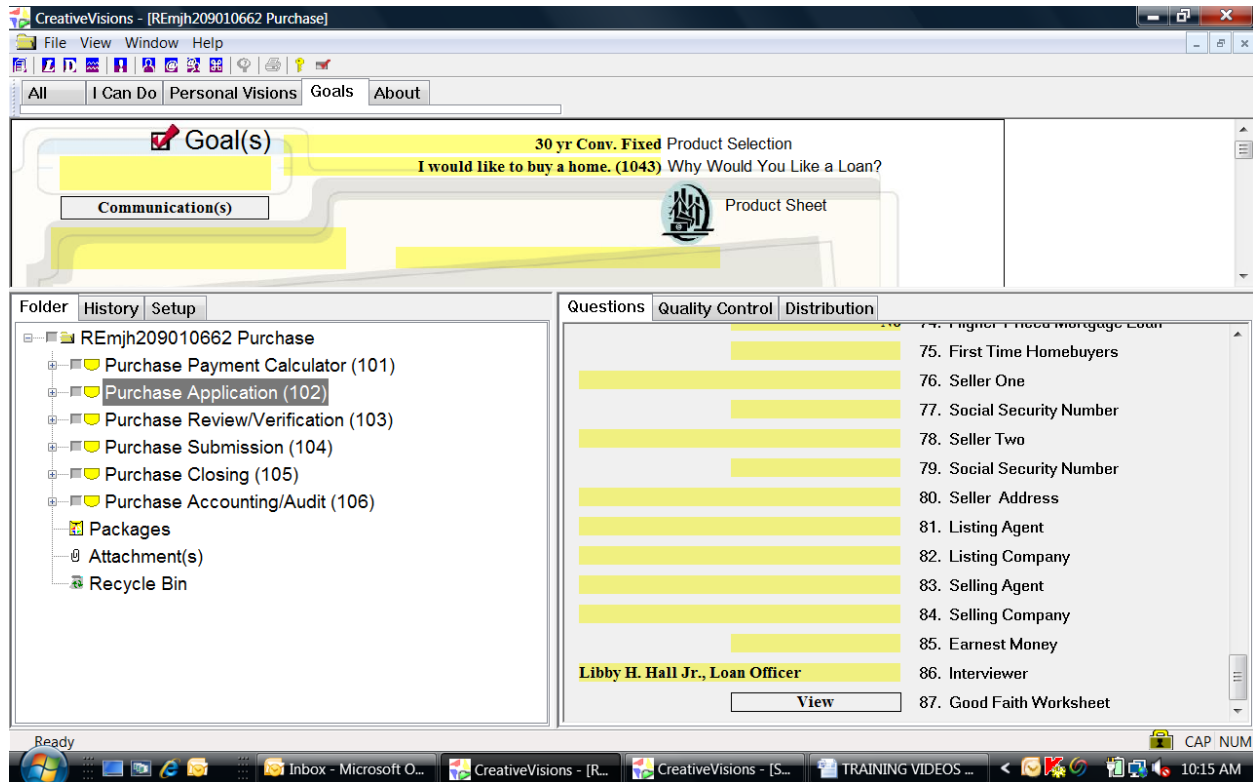 CreativeVisions - [REmjh209010662 Purchase]
File View Window Help
All I Can Do Personal Visions Goals About
Goal(s)
30 yr Conv. Fixed Product Selection
I would like to buy a home. (1043) Why Would You Like a Loan?
Communication(s)
Product Sheet
Folder History Setup
REmjh209010662 Purchase
Purchase Payment Calculator (101)
Purchase Application (102)
Purchase Review/Verification (103)
Purchase Submission (104)
Purchase Closing (105)
Purchase Accounting/Audit (106)
Packages
Attachment(s)
Recycle Bin
Questions Quality Control Distribution
No 74. Higher Priced Mortgage Loan
75. First Time Homebuyers
76. Seller One
77. Social Security Number
78. Seller Two
79. Social Security Number
80. Seller Address
81. Listing Agent
82. Listing Company
83. Selling Agent
84. Selling Company
85. Earnest Money
Libby H. Hall Jr., Loan Officer 86. Interviewer
View 87. Good Faith Worksheet
Ready CAP NUM
Inbox - Microsoft O... CreativeVisions - [R... CreativeVisions - [S... TRAINING VIDEOS ... 10:15 AM